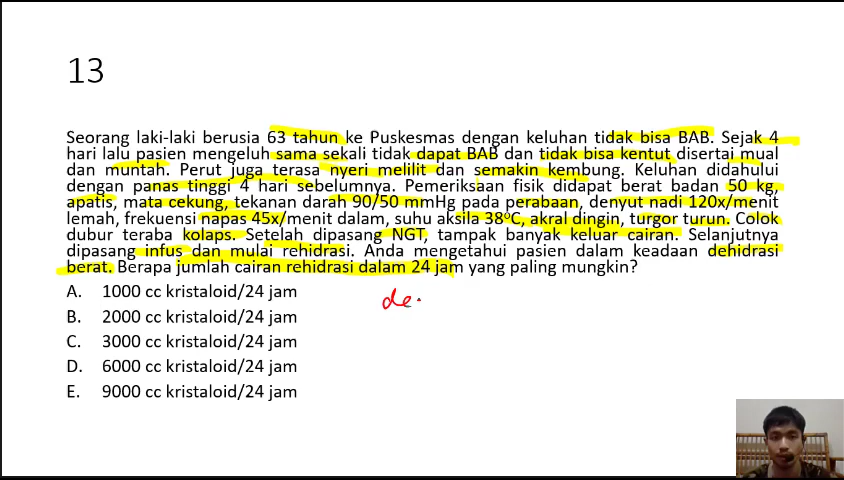 13
Seorang laki-laki berusia 63 tahun ke Puskesmas dengan keluhan tidak bisa BAB. Sejak 4
hari lalu pasien mengeluh sama sekali tidak dapat BAB dan tidak bisa kentut disertai mual
dan muntah. Perut juga terasa nyeri melilit dan semakin kembung. Keluhan didahului
dengan panas tinggi 4 hari sebelumnya. Pemeriksaan fisik didapat berat badan 50 kg,
apatis, mata cekung, tekanan darah 90/50 mmHg pada perabaan, denyut nadi 120x/menit
lemah, frekuensi napas 45x/menit dalam, suhu aksila 38°C, akral dingin, turgor turun. Colok
dubur teraba kolaps. Setelah dipasang NGT, tampak banyak keluar cairan. Selanjutnya
dipasang infus dan mulai rehidrasi. Anda mengetahui pasien dalam keadaan dehidrasi
berat. Berapa jumlah cairan rehidrasi dalam 24 jam yang paling mungkin?
A. 1000 cc kristaloid/24 jam
de
B. 2000 cc kristaloid/24 jam
C. 3000 cc kristaloid/24 jam
D. 6000 cc kristaloid/24 jam
E. 9000 cc kristaloid/24 jam